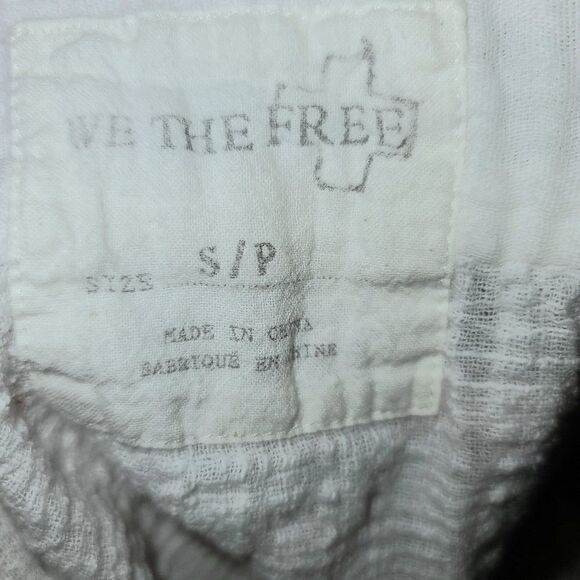 WE THE FREE
SIZE S/P
MADE IN CHINA
FABRIQUÉ EN CHINE